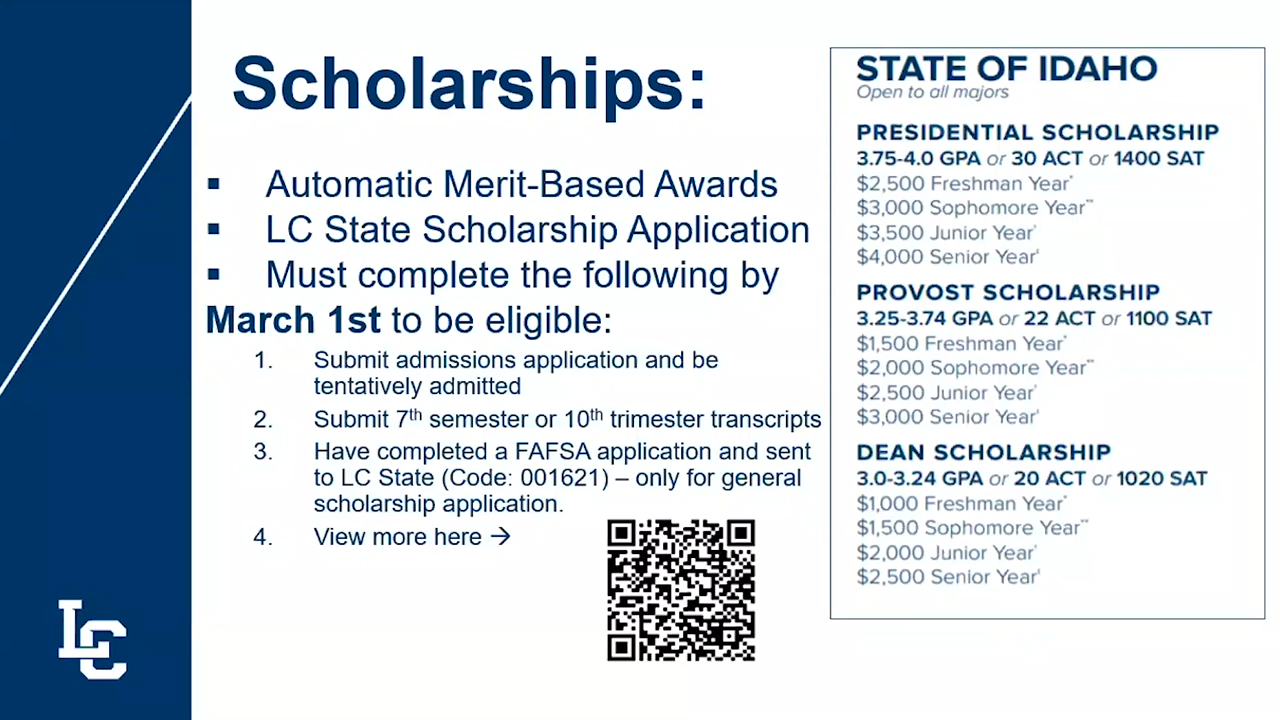 Scholarships:
▪ Automatic Merit-Based Awards
▪ LC State Scholarship Application
▪ Must complete the following by
March 1st to be eligible:
1. Submit admissions application and be
tentatively admitted
2. Submit 7th semester or 10th trimester transcripts
3. Have completed a FAFSA application and sent
to LC State (Code: 001621) – only for general
scholarship application.
4. View more here →
LC
STATE OF IDAHO
Open to all majors
PRESIDENTIAL SCHOLARSHIP
3.75-4.0 GPA or 30 ACT or 1400 SAT
$2,500 Freshman Year*
$3,000 Sophomore Year**
$3,500 Junior Year
$4,000 Senior Year
PROVOST SCHOLARSHIP
3.25-3.74 GPA or 22 ACT or 1100 SAT
$1,500 Freshman Year*
$2,000 Sophomore Year**
$2,500 Junior Year
$3,000 Senior Year
DEAN SCHOLARSHIP
3.0-3.24 GPA or 20 ACT or 1020 SAT
$1,000 Freshman Year*
$1,500 Sophomore Year**
$2,000 Junior Year
$2,500 Senior Year